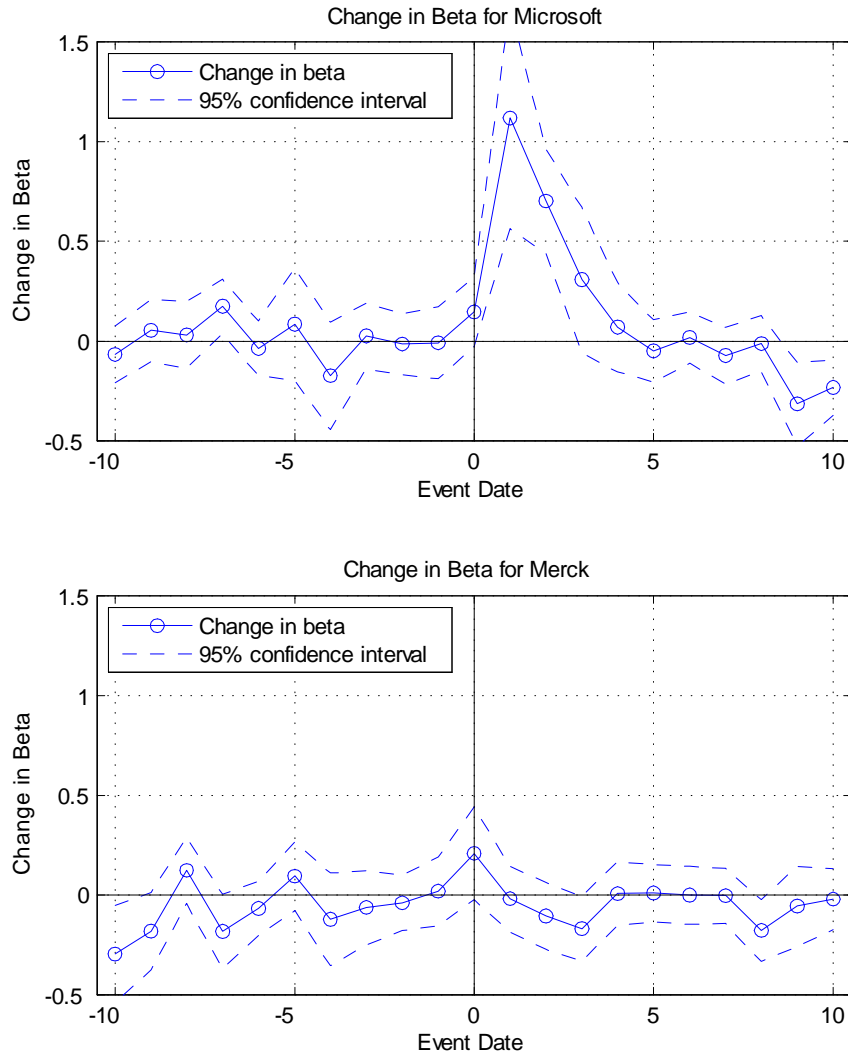 Change in Beta for Microsoft
1.5
Change in beta
95% confidence interval
1
0.5
0
-0.5
Change in Beta
-10
-5
0
5
10
Event Date
Change in Beta for Merck
1.5
Change in beta
95% confidence interval
1
0.5
0
-0.5
Change in Beta
-10
-5
0
5
10
Event Date